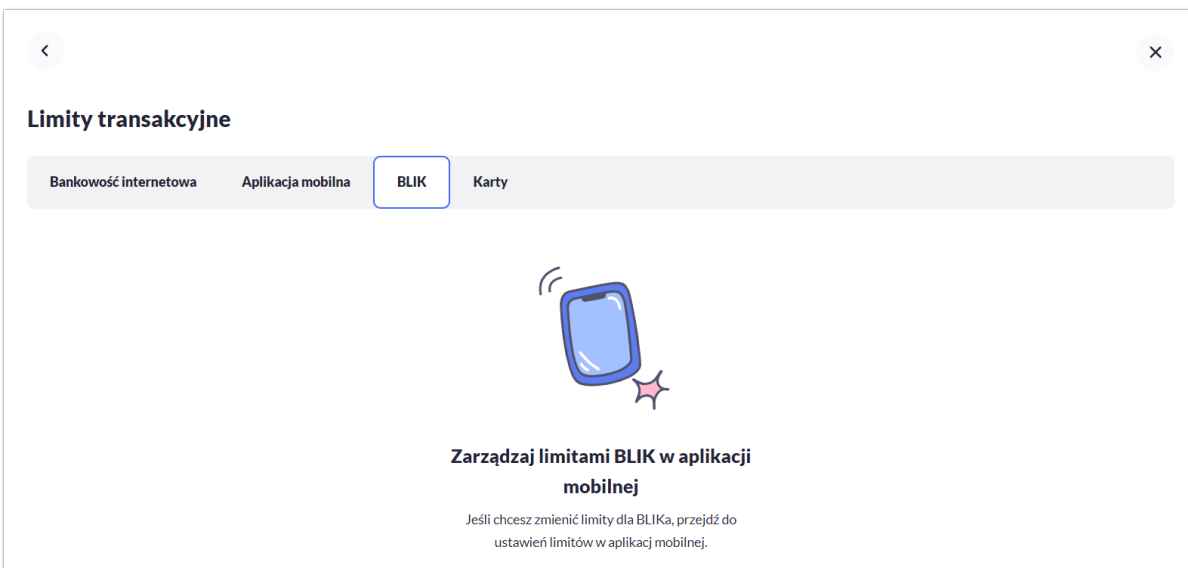 Limity transakcyjne
Bankowość internetowa Aplikacja mobilna BLIK Karty
Zarządzaj limitami BLIK w aplikacji
mobilnej
Jeśli chcesz zmienić limity dla BLIKa, przejdź do
ustawień limitów w aplikacj mobilnej.